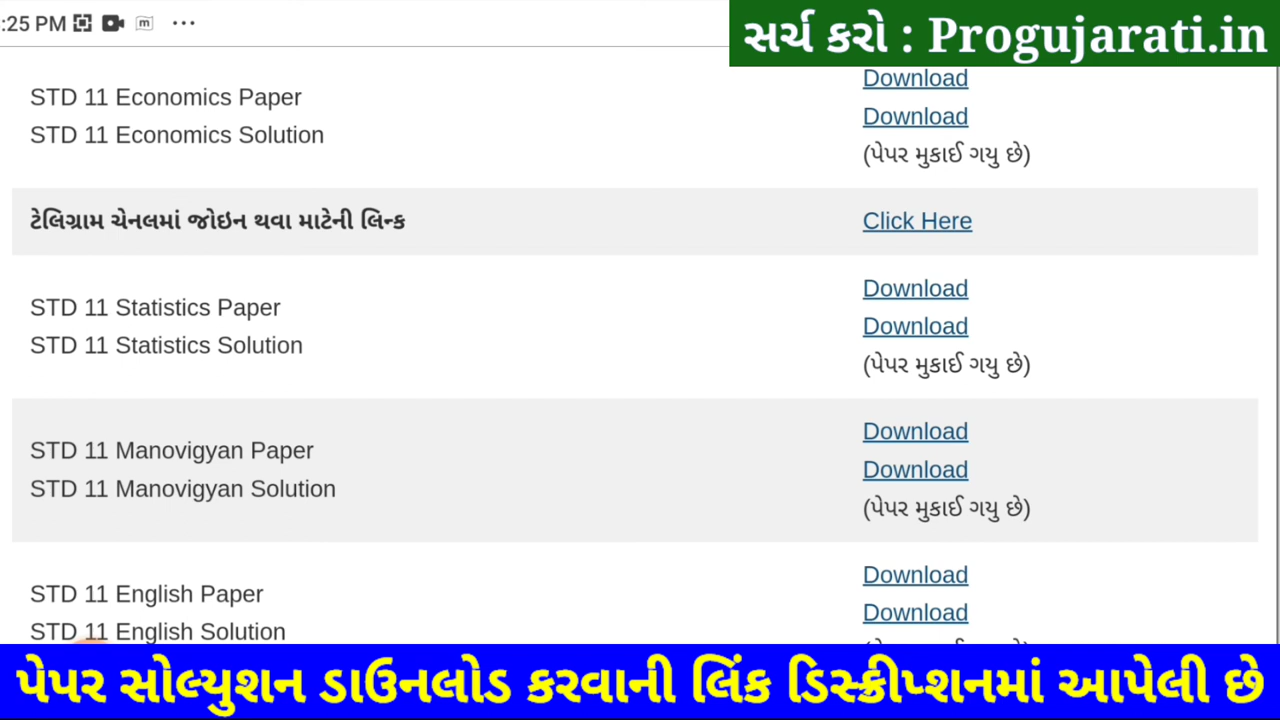 :25 PM m ...
સર્ચ કરો : Progujarati.in
Download
STD 11 Economics Paper
Download
STD 11 Economics Solution
(પેપર મુકાઈ ગયુ છે)
ટેલિગ્રામ ચેનલમાં જોઇન થવા માટેની લિન્ક Click Here
Download
STD 11 Statistics Paper
Download
STD 11 Statistics Solution
(પેપર મુકાઈ ગયુ છે)
Download
STD 11 Manovigyan Paper
Download
STD 11 Manovigyan Solution
(પેપર મુકાઈ ગયુ છે)
Download
STD 11 English Paper
Download
STD 11 English Solution
પેપર સોલ્યુશન ડાઉનલોડ કરવાની લિંક ડિસ્ક્રીપ્શનમાં આપેલી છે